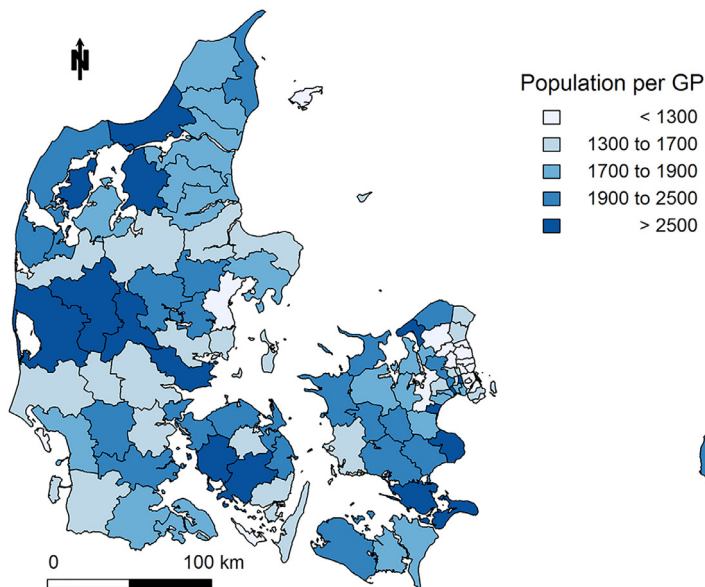 N
Population per GP
< 1300
1300 to 1700
1700 to 1900
1900 to 2500
> 2500
0 100 km